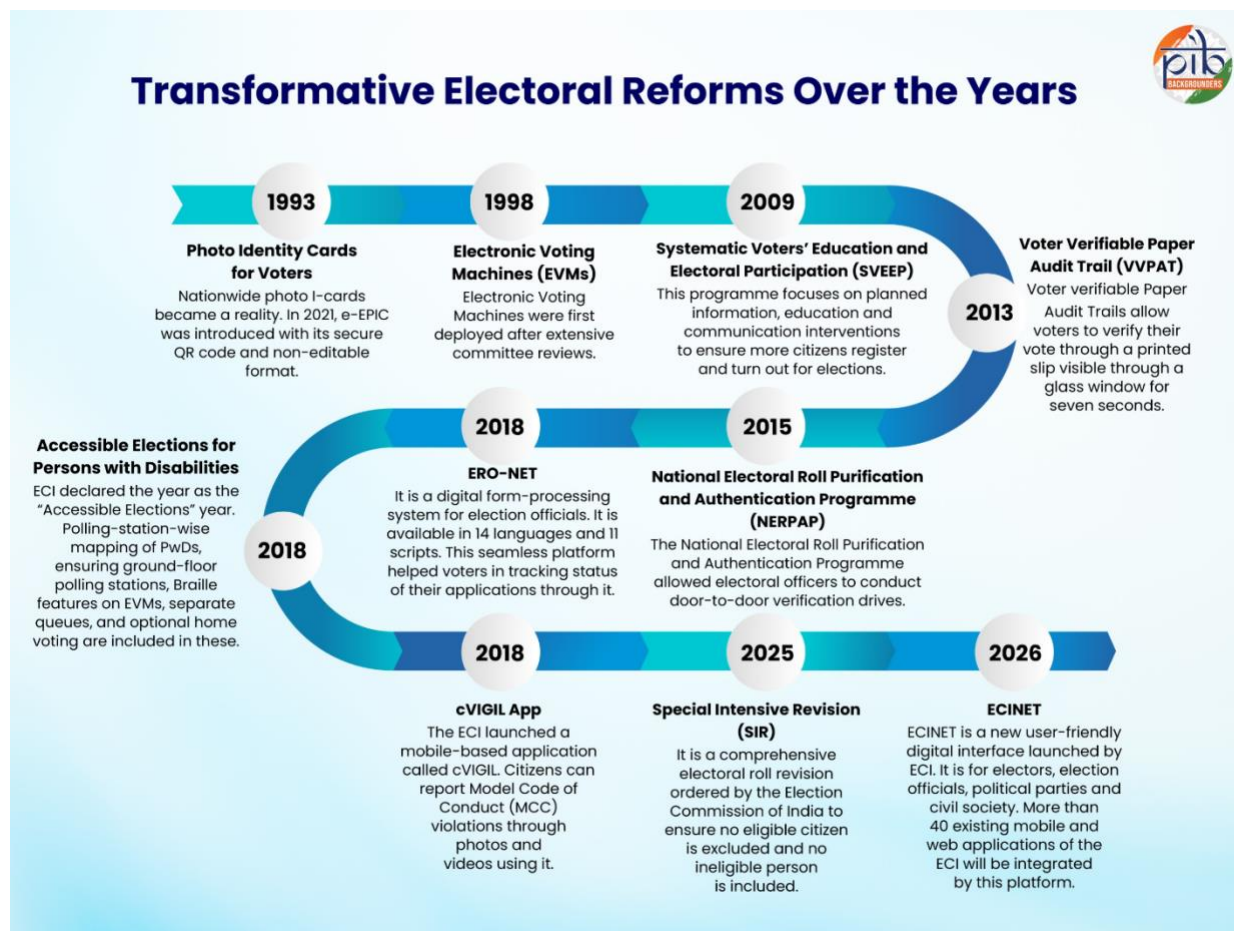 pib
BACKGROUNDERS
Transformative Electoral Reforms Over the Years
1993
Photo Identity Cards
for Voters
Nationwide photo I-cards
became a reality. In 2021, e-EPIC
was introduced with its secure
QR code and non-editable
format.
1998
Electronic Voting
Machines (EVMs)
Electronic Voting
Machines were first
deployed after extensive
committee reviews.
2009
Systematic Voters’ Education and
Electoral Participation (SVEEP)
This programme focuses on planned
information, education and
communication interventions
to ensure more citizens register
and turn out for elections.
2013
Voter Verifiable Paper
Audit Trail (VVPAT)
Voter verifiable Paper
Audit Trails allow
voters to verify their
vote through a printed
slip visible through a
glass window for
seven seconds.
2015
National Electoral Roll Purification
and Authentication Programme
(NERPAP)
The National Electoral Roll Purification
and Authentication Programme
allowed electoral officers to conduct
door-to-door verification drives.
2018
ERO-NET
It is a digital form-processing
system for election officials. It is
available in 14 languages and 11
scripts. This seamless platform
helped voters in tracking status
of their applications through it.
2018
Accessible Elections for
Persons with Disabilities
ECI declared the year as the
“Accessible Elections” year.
Polling-station-wise
mapping of PwDs,
ensuring ground-floor
polling stations, Braille
features on EVMs, separate
queues, and optional home
voting are included in these.
2018
cVIGIL App
The ECI launched a
mobile-based application
called cVIGIL. Citizens can
report Model Code of
Conduct (MCC)
violations through
photos and
videos using it.
2025
Special Intensive Revision
(SIR)
It is a comprehensive
electoral roll revision
ordered by the Election
Commission of India to
ensure no eligible citizen
is excluded and no
ineligible person
is included.
2026
ECINET
ECINET is a new user-friendly
digital interface launched by
ECI. It is for electors, election
officials, political parties and
civil society. More than
40 existing mobile and
web applications of the
ECI will be integrated
by this platform.